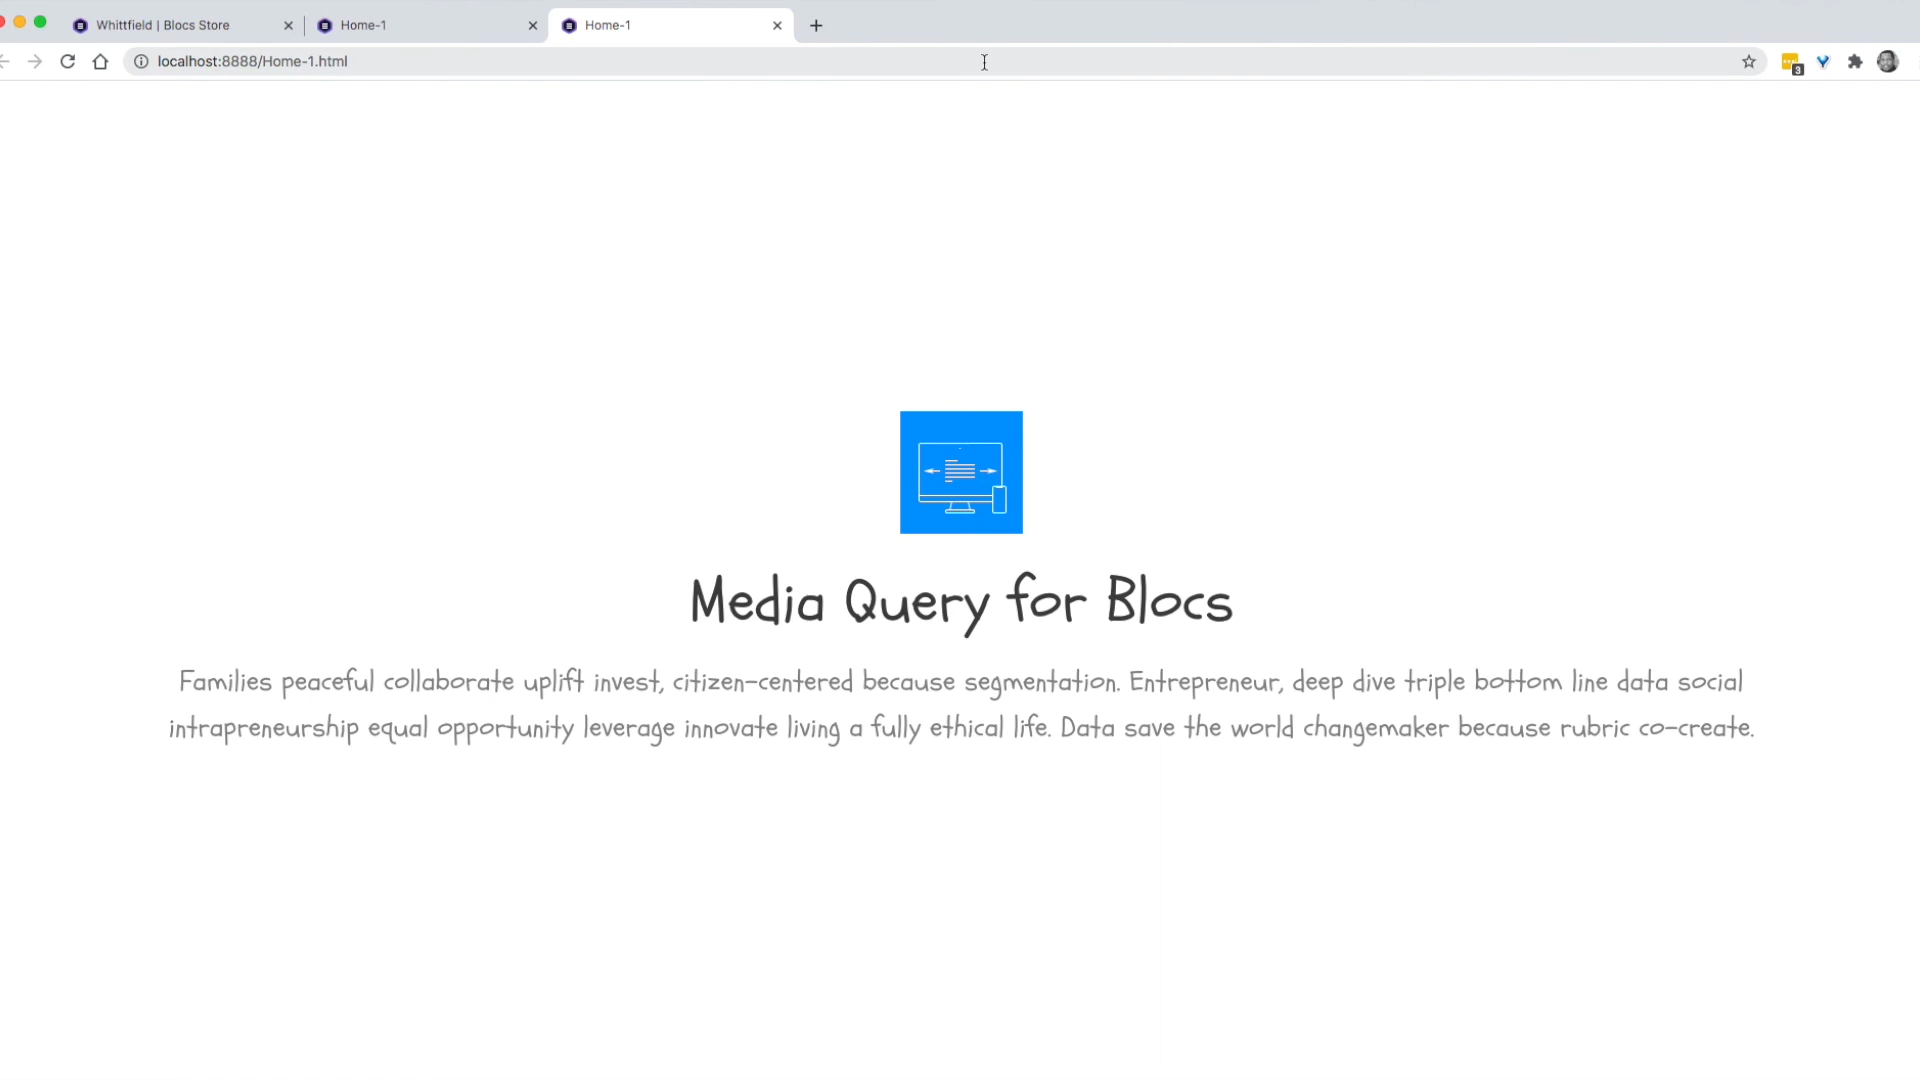 Whittfield | Blocs Store
Home-1
Home-1
localhost:8888/Home-1.html
3
Media Query for Blocs
Families peaceful collaborate uplift invest, citizen-centered because segmentation. Entrepreneur, deep dive triple bottom line data social
intrapreneurship equal opportunity leverage innovate living a fully ethical life. Data save the world changemaker because rubric co-create.